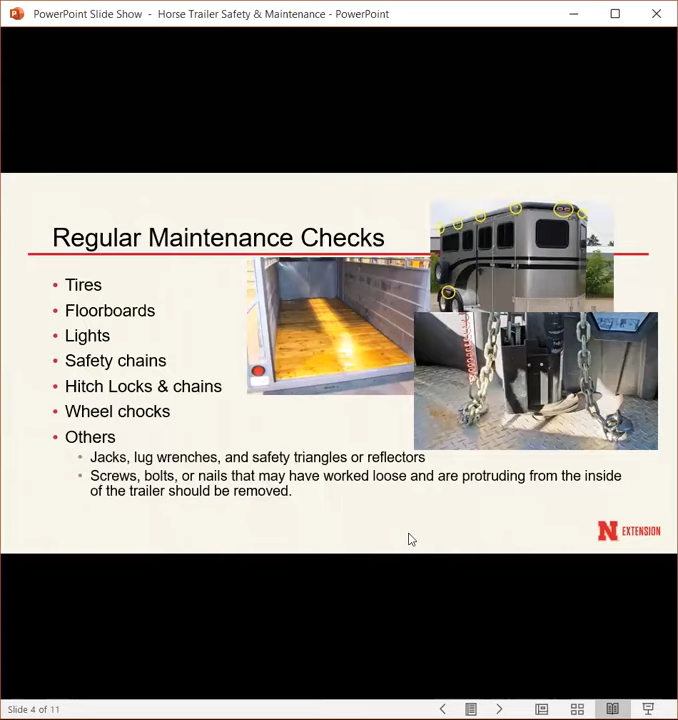 PowerPoint Slide Show - Horse Trailer Safety & Maintenance - PowerPoint
Regular Maintenance Checks
• Tires
• Floorboards
• Lights
• Safety chains
• Hitch Locks & chains
• Wheel chocks
• Others
• Jacks, lug wrenches, and safety triangles or reflectors
• Screws, bolts, or nails that may have worked loose and are protruding from the inside
of the trailer should be removed.
N EXTENSION
Slide 4 of 11